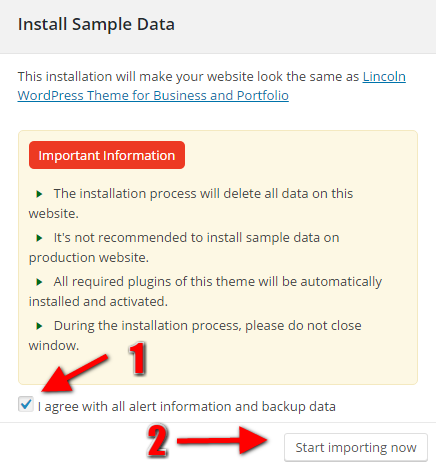 Install Sample Data
This installation will make your website look the same as Lincoln
WordPress Theme for Business and Portfolio
Important Information
The installation process will delete all data on this
website.
It's not recommended to install sample data on
production website.
All required plugins of this theme will be automatically
installed and activated.
During the installation process, please do not close
window.
1
I agree with all alert information and backup data
2
Start importing now